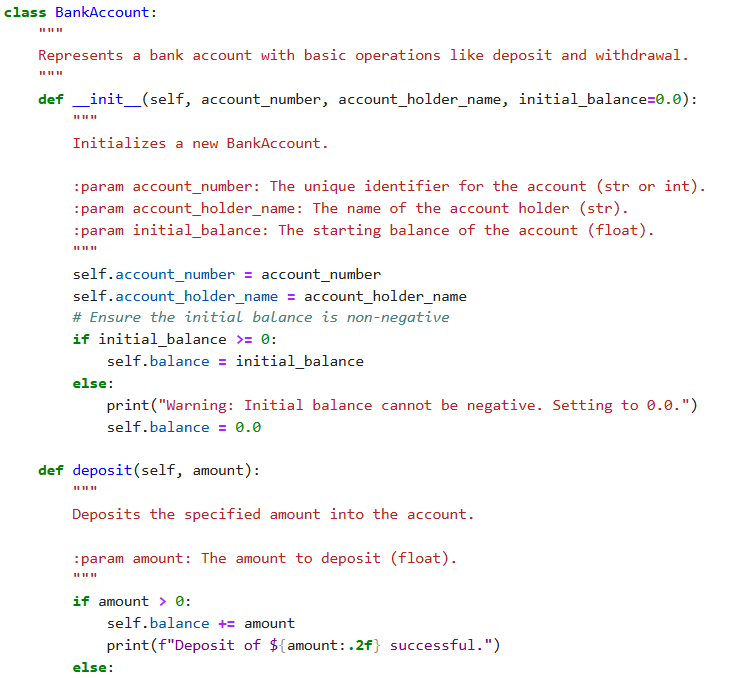 class BankAccount:
    """
    Represents a bank account with basic operations like deposit and withdrawal.
    """
    def __init__(self, account_number, account_holder_name, initial_balance=0.0):
        """
        Initializes a new BankAccount.

        :param account_number: The unique identifier for the account (str or int).
        :param account_holder_name: The name of the account holder (str).
        :param initial_balance: The starting balance of the account (float).
        """
        self.account_number = account_number
        self.account_holder_name = account_holder_name
        # Ensure the initial balance is non-negative
        if initial_balance >= 0:
            self.balance = initial_balance
        else:
            print("Warning: Initial balance cannot be negative. Setting to 0.0.")
            self.balance = 0.0

    def deposit(self, amount):
        """
        Deposits the specified amount into the account.

        :param amount: The amount to deposit (float).
        """
        if amount > 0:
            self.balance += amount
            print(f"Deposit of ${amount:.2f} successful.")
        else: